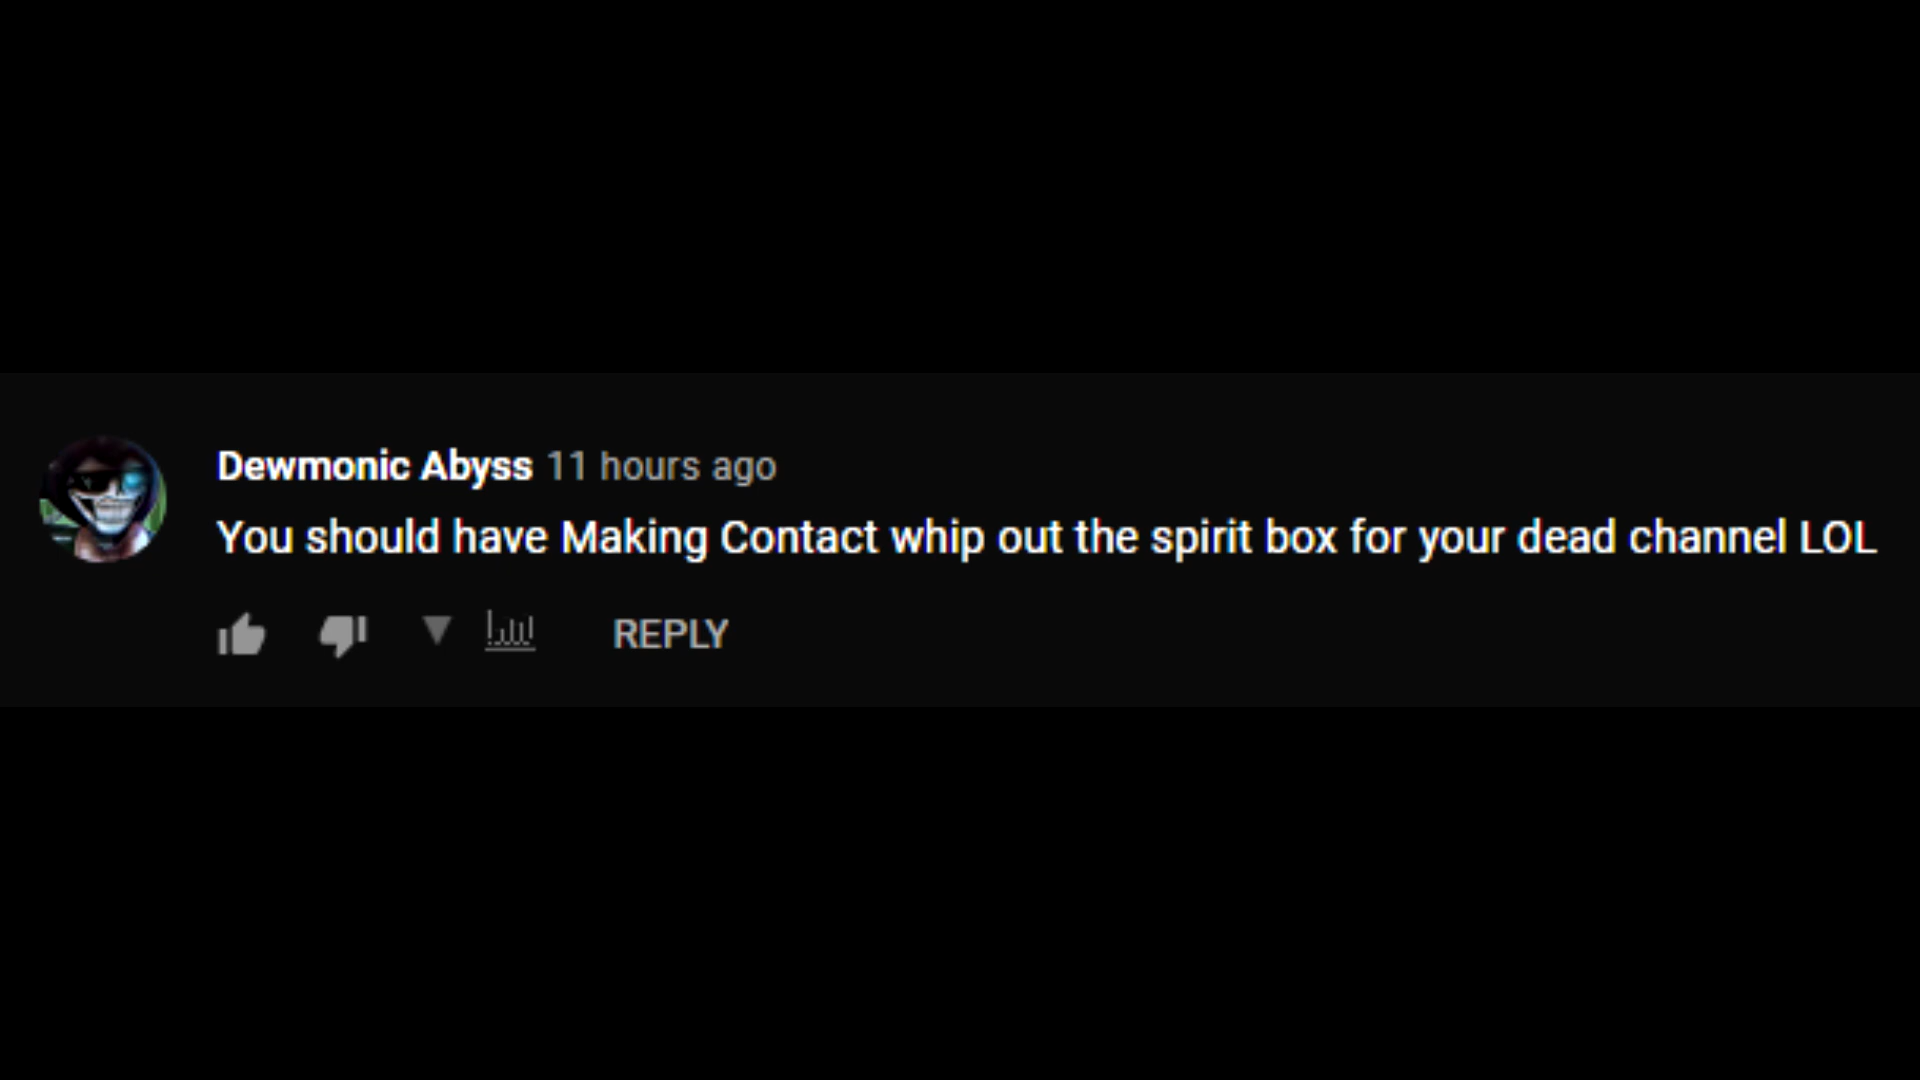 Dewmonic Abyss 11 hours ago
You should have Making Contact whip out the spirit box for your dead channel LOL
REPLY